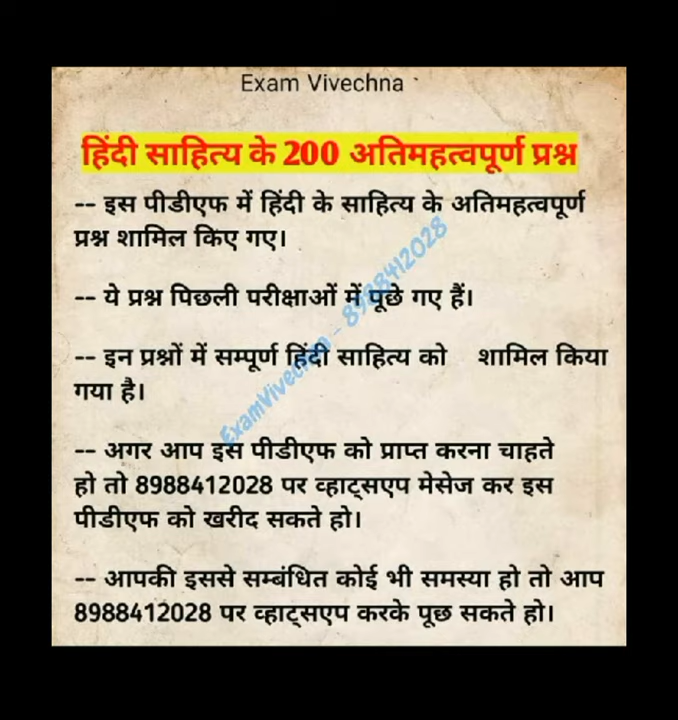 Exam Vivechna
हिंदी साहित्य के 200 अतिमहत्वपूर्ण प्रश्न
-- इस पीडीएफ में हिंदी के साहित्य के अतिमहत्वपूर्ण
प्रश्न शामिल किए गए।
-- ये प्रश्न पिछली परीक्षाओं में पूछे गए हैं।
-- इन प्रश्नों में सम्पूर्ण हिंदी साहित्य को शामिल किया
गया है।
-- अगर आप इस पीडीएफ को प्राप्त करना चाहते
हो तो 8988412028 पर व्हाट्सएप मेसेज कर इस
पीडीएफ को खरीद सकते हो।
-- आपकी इससे सम्बंधित कोई भी समस्या हो तो आप
8988412028 पर व्हाट्सएप करके पूछ सकते हो।
ExamVivechna - 8988412028